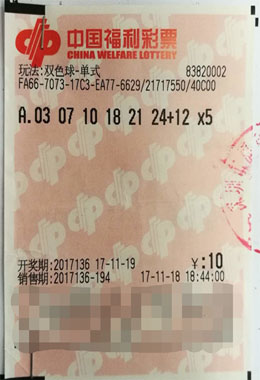 中国福利彩票
CHINA WELFARE LOTTERY
玩法:双色球-单式 83820002
FA66-7073-17C3-EA77-6629/21717550/40C00
A.03 07 10 18 21 24+12 x5
开奖期:2017136 17-11-19 ¥:10
销售期:2017136-194 17-11-18 18:44:00